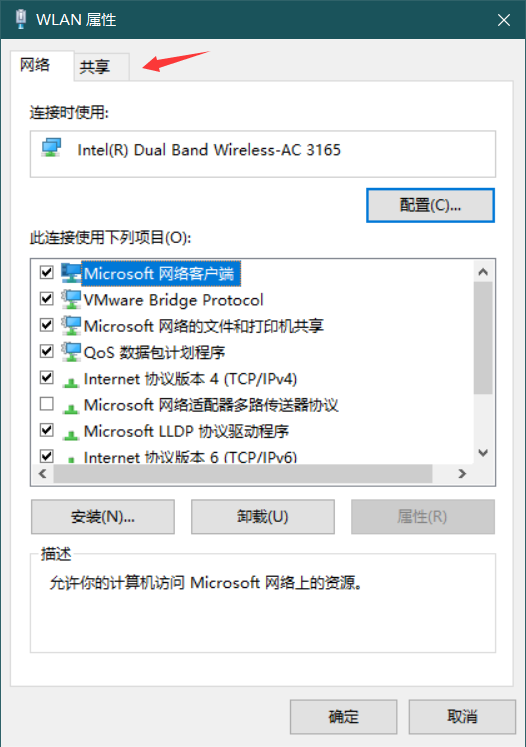 WLAN 属性
网络
共享
连接时使用:
Intel(R) Dual Band Wireless-AC 3165
配置(C)...
此连接使用下列项目(O):
Microsoft 网络客户端
VMware Bridge Protocol
Microsoft 网络的文件和打印机共享
QoS 数据包计划程序
Internet 协议版本 4 (TCP/IPv4)
Microsoft 网络适配器多路传送器协议
Microsoft LLDP 协议驱动程序
Internet 协议版本 6 (TCP/IPv6)
安装(N)...
卸载(U)
属性(R)
描述
允许你的计算机访问 Microsoft 网络上的资源。
确定
取消